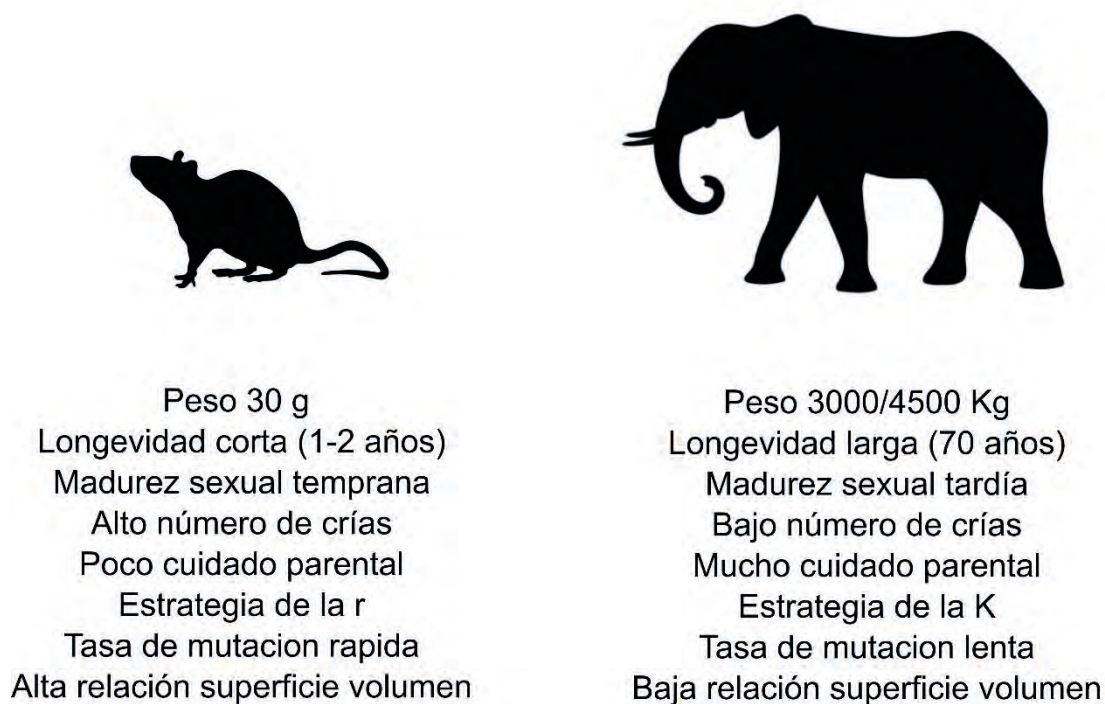 Peso 30 g
Longevidad corta (1-2 años)
Madurez sexual temprana
Alto número de crías
Poco cuidado parental
Estrategia de la r
Tasa de mutacion rapida
Alta relación superficie volumen
Peso 3000/4500 Kg
Longevidad larga (70 años)
Madurez sexual tardía
Bajo número de crías
Mucho cuidado parental
Estrategia de la K
Tasa de mutacion lenta
Baja relación superficie volumen